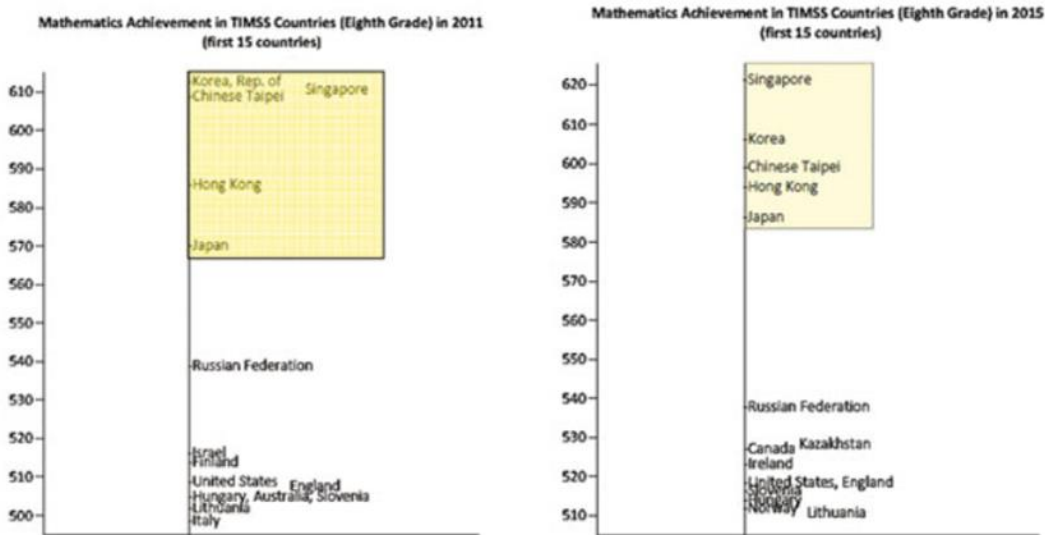 Mathematics Achievement in TIMSS Countries (Eighth Grade) in 2011
(first 15 countries)
610
600
590
580
570
560
550
540
530
520
510
500
Korea, Rep. of
Chinese Taipei
Singapore
Hong Kong
Japan
Russian Federation
Israel
Finland
United States
England
Hungary, Australia, Slovenia
Lithuania
Italy
Mathematics Achievement in TIMSS Countries (Eighth Grade) in 2015
(first 15 countries)
620
610
600
590
580
570
560
550
540
530
520
510
Singapore
Korea
Chinese Taipei
Hong Kong
Japan
Russian Federation
Canada
Kazakhstan
Ireland
United States, England
Slovenia
Hungary
Norway
Lithuania